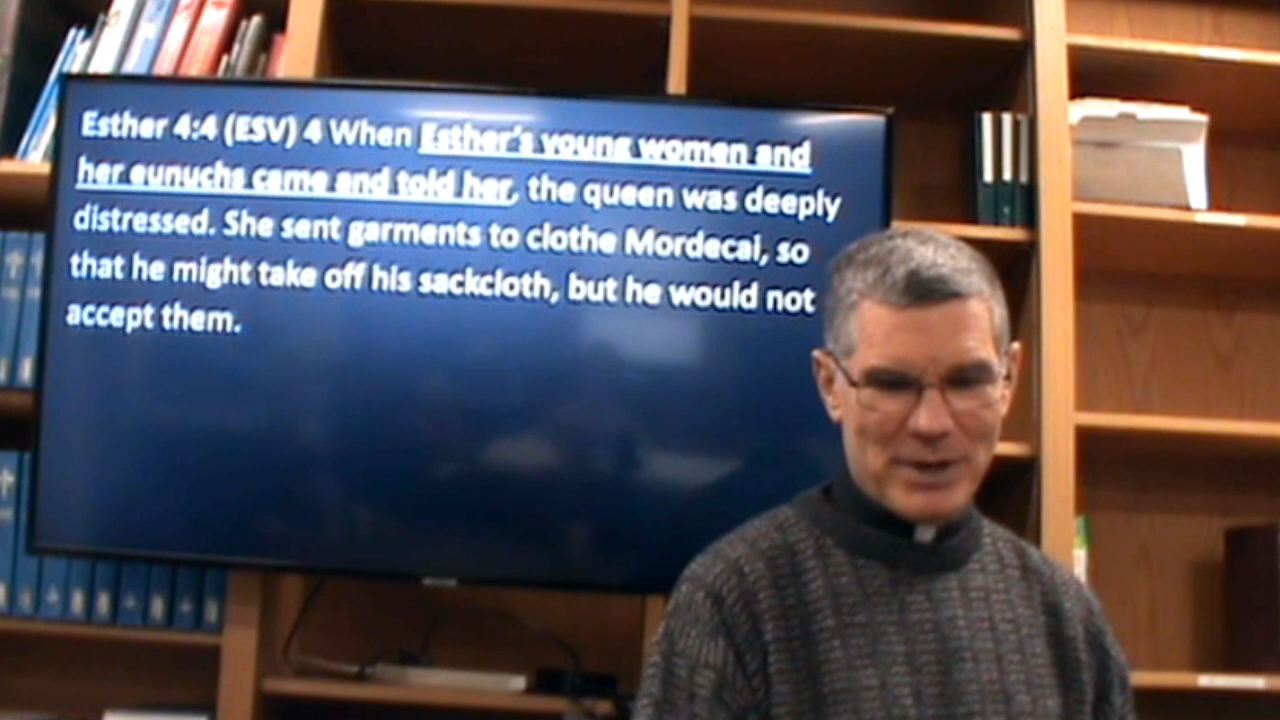 Esther 4:4 (ESV) 4 When Esther's young women and
her eunuchs came and told her, the queen was deeply
distressed. She sent garments to clothe Mordecai, so
that he might take off his sackcloth, but he would not
accept them.